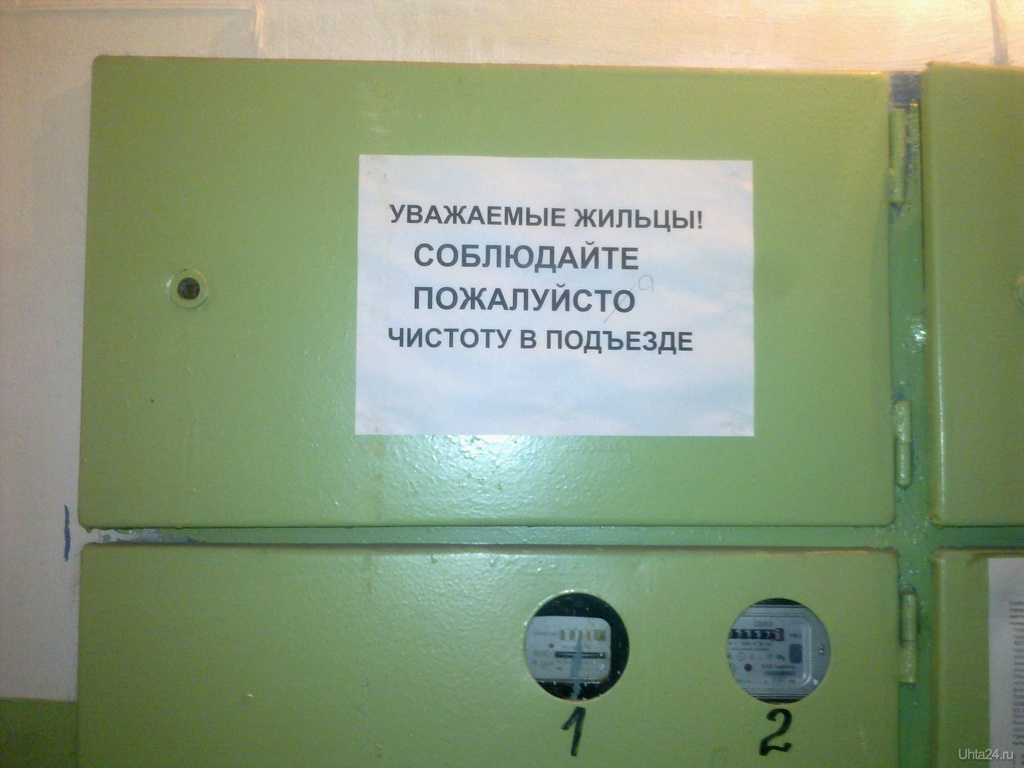 УВАЖАЕМЫЕ ЖИЛЬЦЫ!
СОБЛЮДАЙТЕ
ПОЖАЛУЙСТО
а
ЧИСТОТУ В ПОДЪЕЗДЕ
1
2
Uhta24.ru